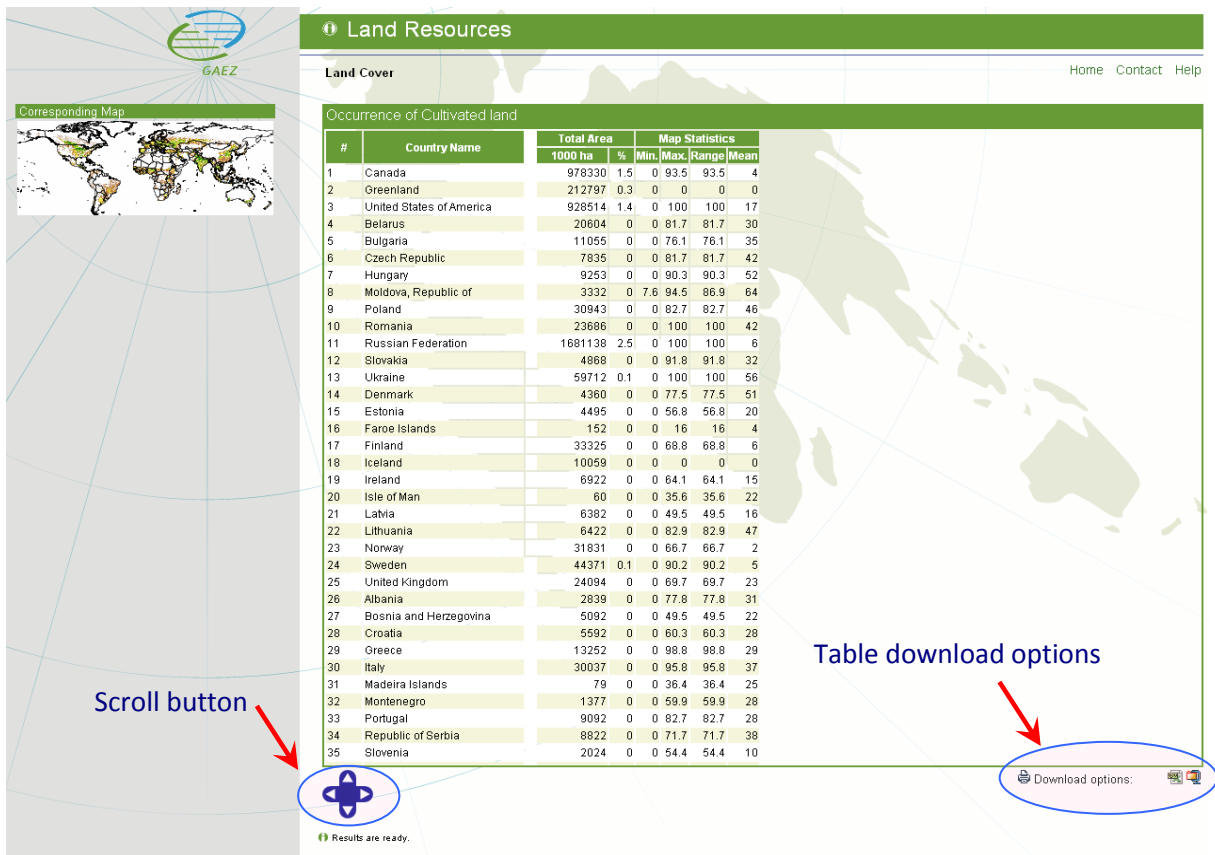 Land Resources
GAEZ
Land Cover
Home Contact Help
Corresponding Map
Occurrence of Cultivated land
# Country Name Total Area Map Statistics
1000 ha % Min. Max. Range Mean
1 Canada 978330 1.5 0 93.5 93.5 4
2 Greenland 212797 0.3 0 0 0 0
3 United States of America 928514 1.4 0 100 100 17
4 Belarus 20604 0 0 81.7 81.7 30
5 Bulgaria 11055 0 0 76.1 76.1 35
6 Czech Republic 7835 0 0 81.7 81.7 42
7 Hungary 9253 0 0 90.3 90.3 52
8 Moldova, Republic of 3332 0 7.6 94.5 86.9 64
9 Poland 30943 0 0 82.7 82.7 46
10 Romania 23686 0 0 100 100 42
11 Russian Federation 1681138 2.5 0 100 100 6
12 Slovakia 4868 0 0 91.8 91.8 32
13 Ukraine 59712 0.1 0 100 100 56
14 Denmark 4360 0 0 77.5 77.5 51
15 Estonia 4495 0 0 56.8 56.8 20
16 Faroe Islands 152 0 0 16 16 4
17 Finland 33325 0 0 68.8 68.8 6
18 Iceland 10059 0 0 0 0 0
19 Ireland 6922 0 0 64.1 64.1 15
20 Isle of Man 60 0 0 35.6 35.6 22
21 Latvia 6382 0 0 49.5 49.5 16
22 Lithuania 6422 0 0 82.9 82.9 47
23 Norway 31831 0 0 66.7 66.7 2
24 Sweden 44371 0.1 0 90.2 90.2 5
25 United Kingdom 24094 0 0 69.7 69.7 23
26 Albania 2839 0 0 77.8 77.8 31
27 Bosnia and Herzegovina 5092 0 0 49.5 49.5 22
28 Croatia 5592 0 0 60.3 60.3 28
29 Greece 13252 0 0 98.8 98.8 29
30 Italy 30037 0 0 95.8 95.8 37
31 Madeira Islands 79 0 0 36.4 36.4 25
32 Montenegro 1377 0 0 59.9 59.9 28
33 Portugal 9092 0 0 82.7 82.7 28
34 Republic of Serbia 8822 0 0 71.7 71.7 38
35 Slovenia 2024 0 0 54.4 54.4 10
Table download options
Scroll button
Download options:
Results are ready.